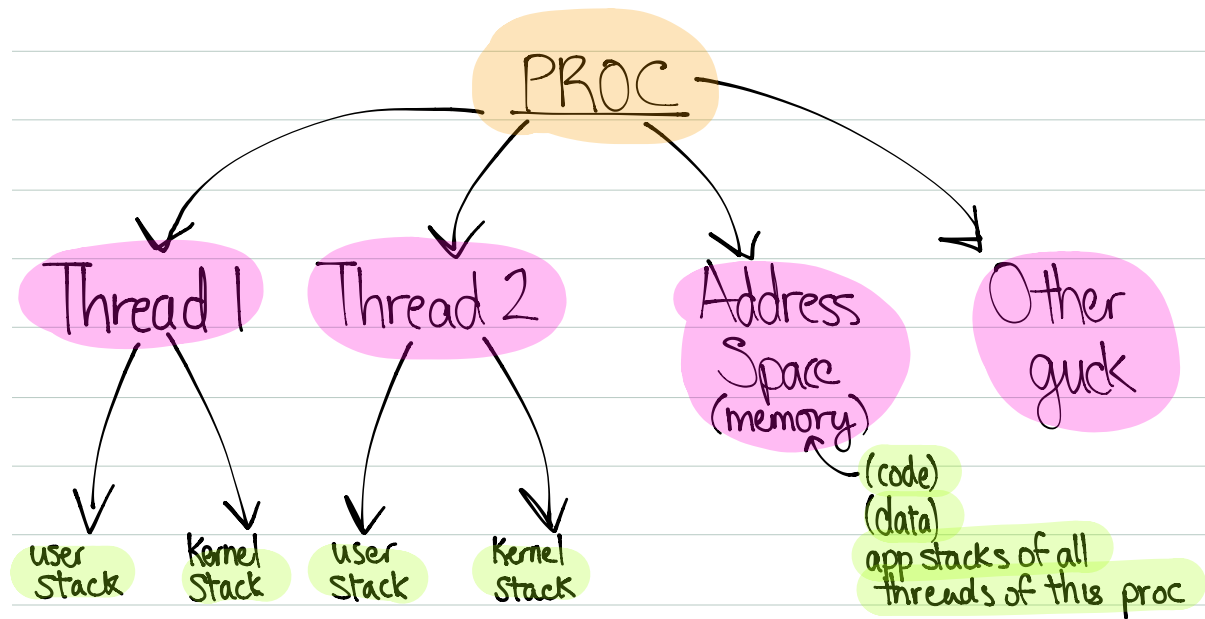 PROC
Thread 1
Thread 2
Address
Space
(memory)
Other
guck
user
stack
Kernel
Stack
user
stack
Kernel
Stack
(code)
(data)
app stacks of all
threads of this proc